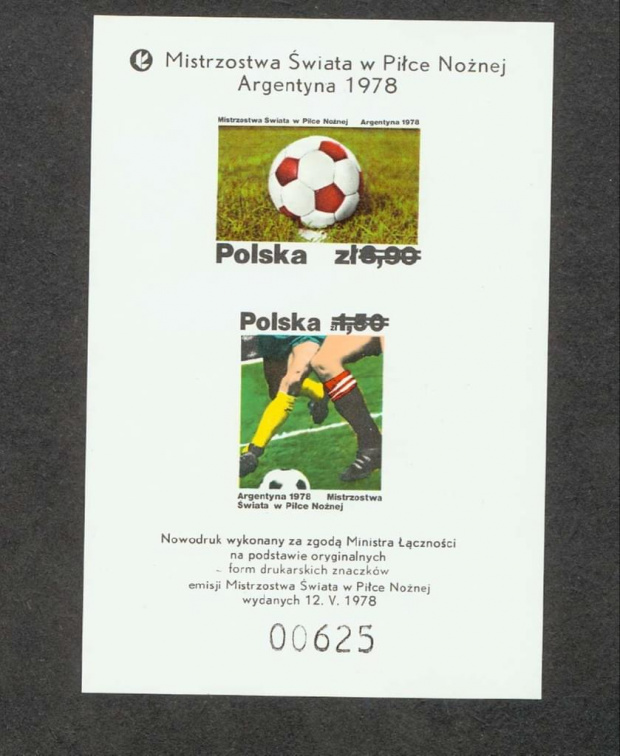 Mistrzostwa Świata w Piłce Nożnej
Argentyna 1978
Mistrzostwa Świata w Piłce Nożnej Argentyna 1978
Polska zł6,90
Polska zł1,50
Argentyna 1978 Mistrzostwa
Świata w Piłce Nożnej
Nowodruk wykonany za zgodą Ministra Łączności
na podstawie oryginalnych
form drukarskich znaczków
emisji Mistrzostwa Świata w Piłce Nożnej
wydanych 12. V. 1978
00625